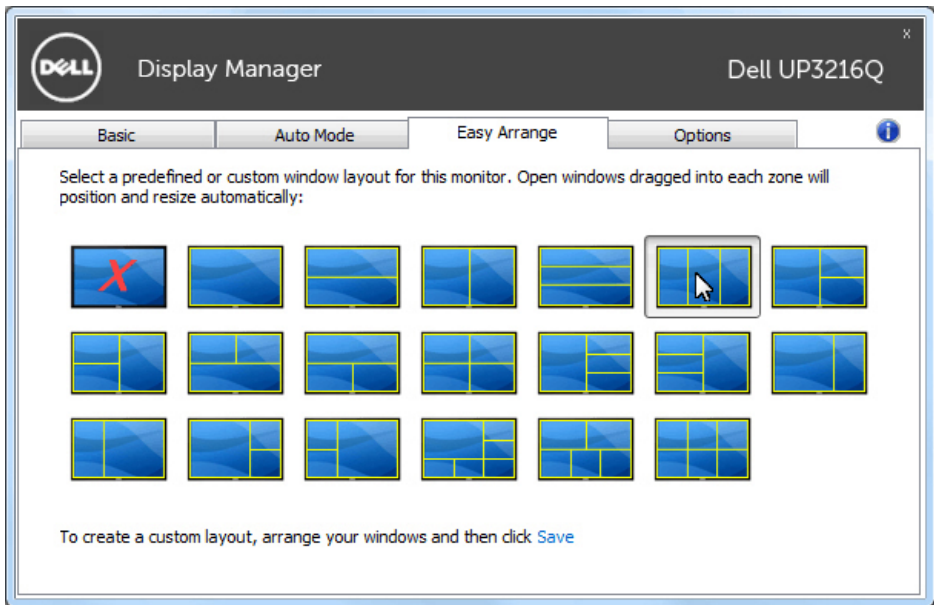 x
DELL
Display Manager
Dell UP3216Q
Basic
Auto Mode
Easy Arrange
Options
i
Select a predefined or custom window layout for this monitor. Open windows dragged into each zone will
position and resize automatically:
X
To create a custom layout, arrange your windows and then click Save